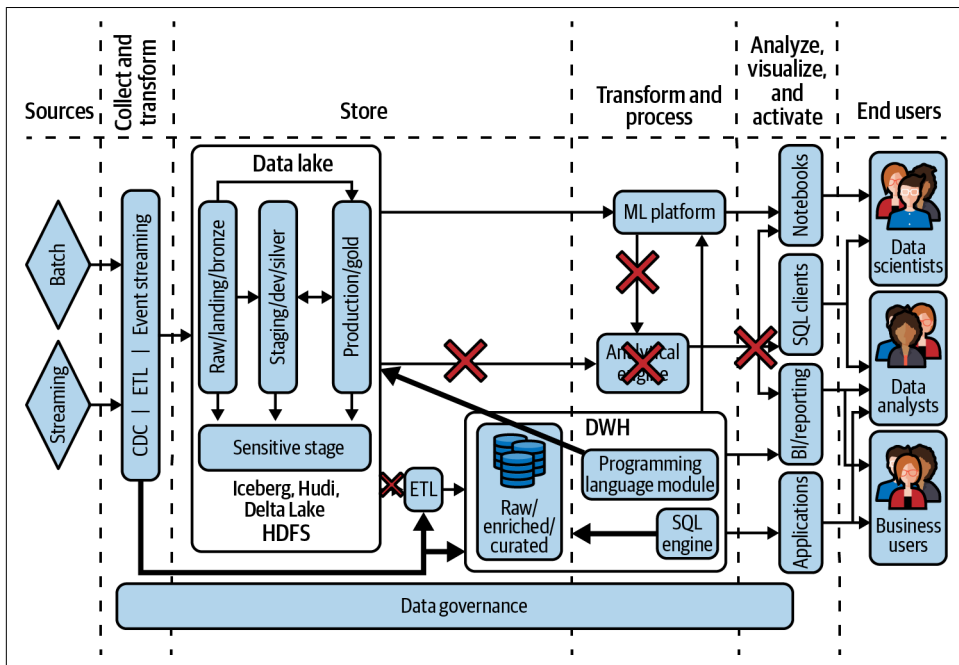 Sources
Collect and
transform
Store
Transform and
process
Analyze,
visualize,
and
activate
End users
Batch
Streaming
CDC | ETL | Event streaming
Data lake
Raw/landing/bronze
Staging/dev/silver
Production/gold
Sensitive stage
Iceberg, Hudi,
Delta Lake
HDFS
ETL
ML platform
Analytical
engine
DWH
Raw/
enriched/
curated
Programming
language module
SQL
engine
Notebooks
SQL clients
BI/reporting
Applications
Data
scientists
Data
analysts
Business
users
Data governance